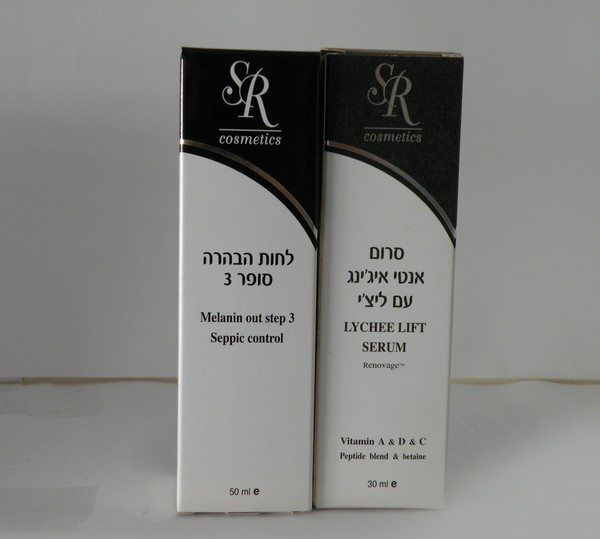 SR
cosmetics
לחות הבהרה
סופר 3
Melanin out step 3
Seppic control
50 ml e
SR
cosmetics
סרום
אנטי אייג'ינג
עם ליצ'י
LYCHEE LIFT
SERUM
Renovage™
Vitamin A & D & C
Peptide blend & betaine
30 ml e